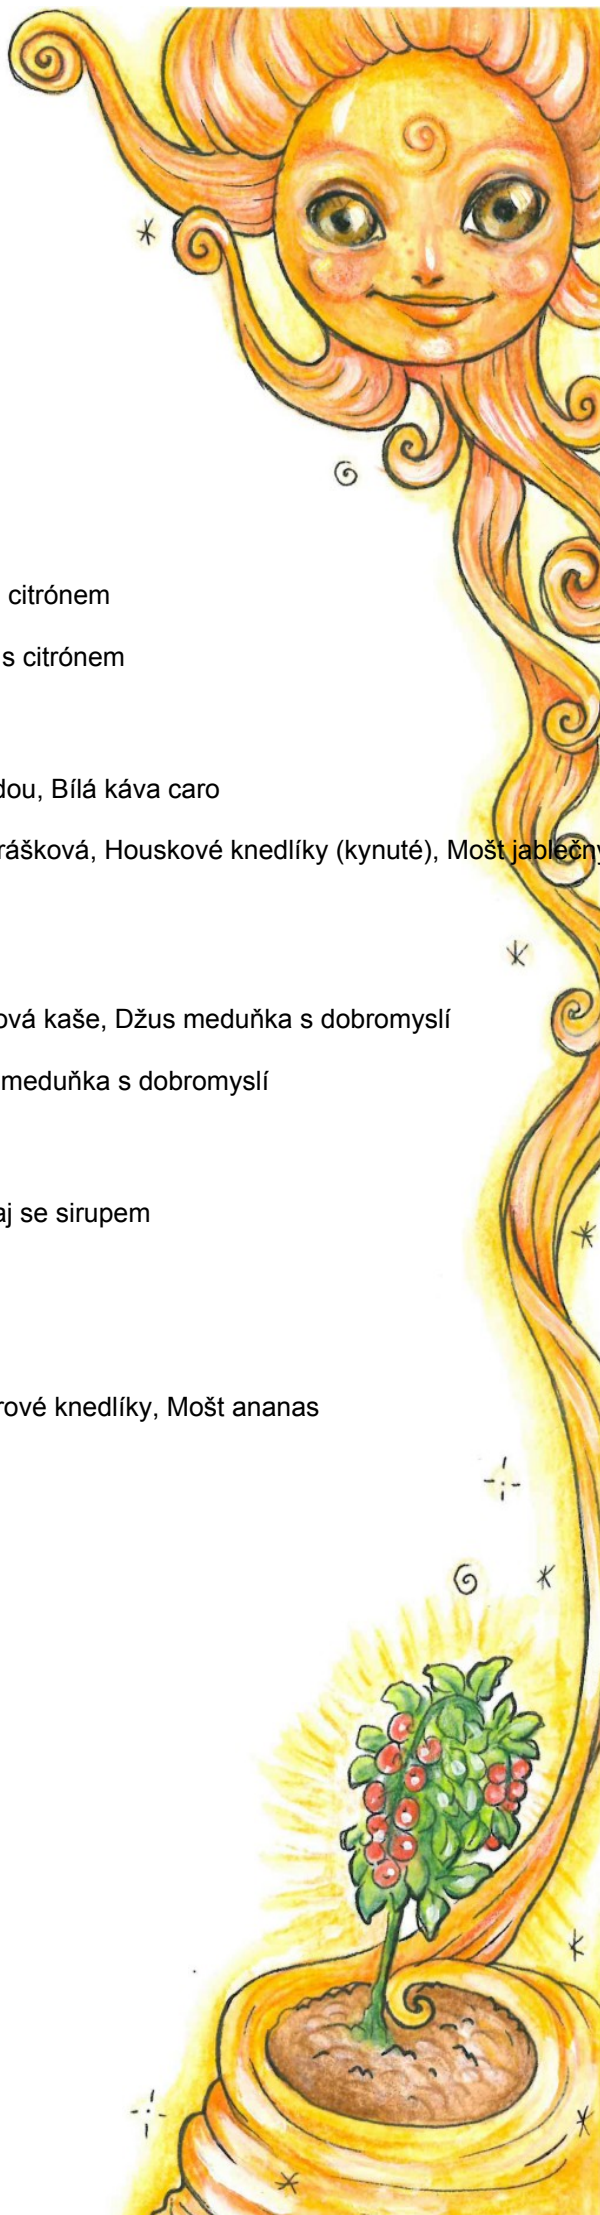 citrónem
s citrónem
dou, Bílá káva caro
rášková, Houskové knedlíky (kynuté), Mošt jablečný
ová kaše, Džus meduňka s dobromyslí
meduňka s dobromyslí
aj se sirupem
rové knedlíky, Mošt ananas